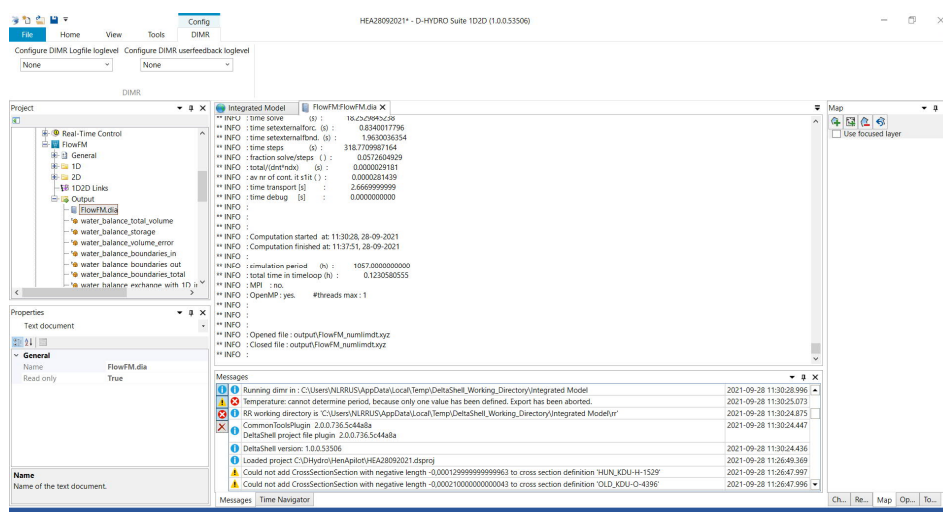 Config
HEA28092021* - D-HYDRO Suite 1D2D (1.0.0.53506)
File Home View Tools DIMR
Configure DIMR Logfile loglevel Configure DIMR userfeedback loglevel
None None
DIMR
Project
Real-Time Control
FlowFM
General
1D
2D
1D2D Links
Output
FlowFM.dia
water_balance_total_volume
water_balance_storage
water_balance_volume_error
water_balance_boundaries_in
water_balance_boundaries_out
water_balance_boundaries_total
water_balance_exchange_with_1D_i
Properties
Text document
General
Name FlowFM.dia
Read only True
Name
Name of the text document.
Integrated Model FlowFM:FlowFM.dia
** INFO : time solve (s) : 18.2529845238
** INFO : time setexternalforc. (s) : 0.8340017796
** INFO : time setexternalfond. (s) : 1.9630036354
** INFO : time steps (s) : 318.7709987164
** INFO : fraction solve/steps ( ) : 0.0572604929
** INFO : total/(dnt*ndx) (s) : 0.0000029181
** INFO : av nr of cont. it s1it ( ) : 0.0000281439
** INFO : time transport [s] : 2.6669999999
** INFO : time debug [s] : 0.0000000000
** INFO :
** INFO :
** INFO :
** INFO : Computation started at: 11:30:28, 28-09-2021
** INFO : Computation finished at: 11:37:51, 28-09-2021
** INFO :
** INFO : simulation period (h) : 1057.0000000000
** INFO : total time in timeloop (h) : 0.1230580555
** INFO : MPI : no.
** INFO : OpenMP : yes. #threads max : 1
** INFO :
** INFO :
** INFO :
** INFO : Opened file : output\FlowFM_numlimdt.xyz
** INFO : Closed file : output\FlowFM_numlimdt.xyz
** INFO :
Messages
Running dimr in : C:\Users\NLRRUS\AppData\Local\Temp\DeltaShell_Working_Directory\Integrated Model 2021-09-28 11:30:28.996
Temperature: cannot determine period, because only one value has been defined. Export has been aborted. 2021-09-28 11:30:25.073
RR working directory is 'C:\Users\NLRRUS\AppData\Local\Temp\DeltaShell_Working_Directory\Integrated Model\rr' 2021-09-28 11:30:24.875
CommonToolsPlugin 2.0.0.736.5c44a8a 2021-09-28 11:30:24.447
DeltaShell project file plugin 2.0.0.736.5c44a8a
DeltaShell version: 1.0.0.53506 2021-09-28 11:30:24.436
Loaded project C:\DHydro\HenApilot\HEA28092021.dsproj 2021-09-28 11:26:49.369
Could not add CrossSectionSection with negative length -0,000129999999999963 to cross section definition 'HUN_KDU-H-1529' 2021-09-28 11:26:47.997
Could not add CrossSectionSection with negative length -0,000210000000000043 to cross section definition 'OLD_KDU-O-4396' 2021-09-28 11:26:47.996
Messages Time Navigator
Map
Use focused layer
Ch... Re... Map Op... To...